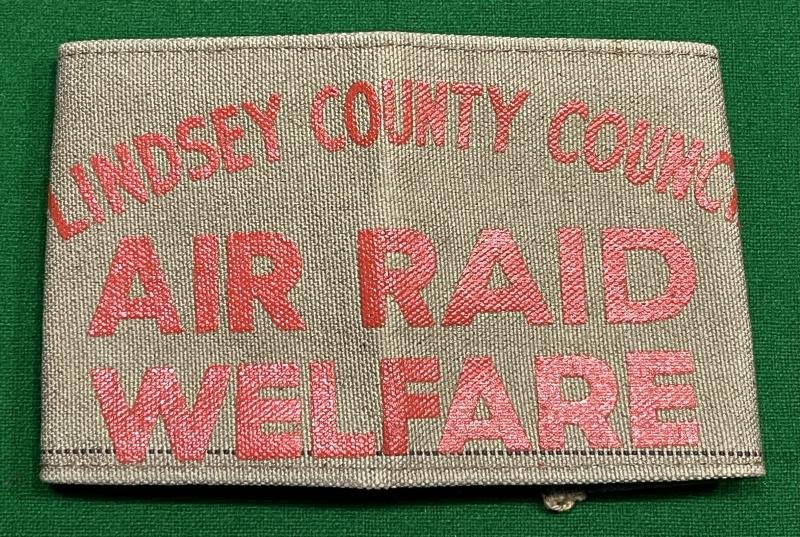 LINDSEY COUNTY COUNCI
AIR RAID
WELFARE